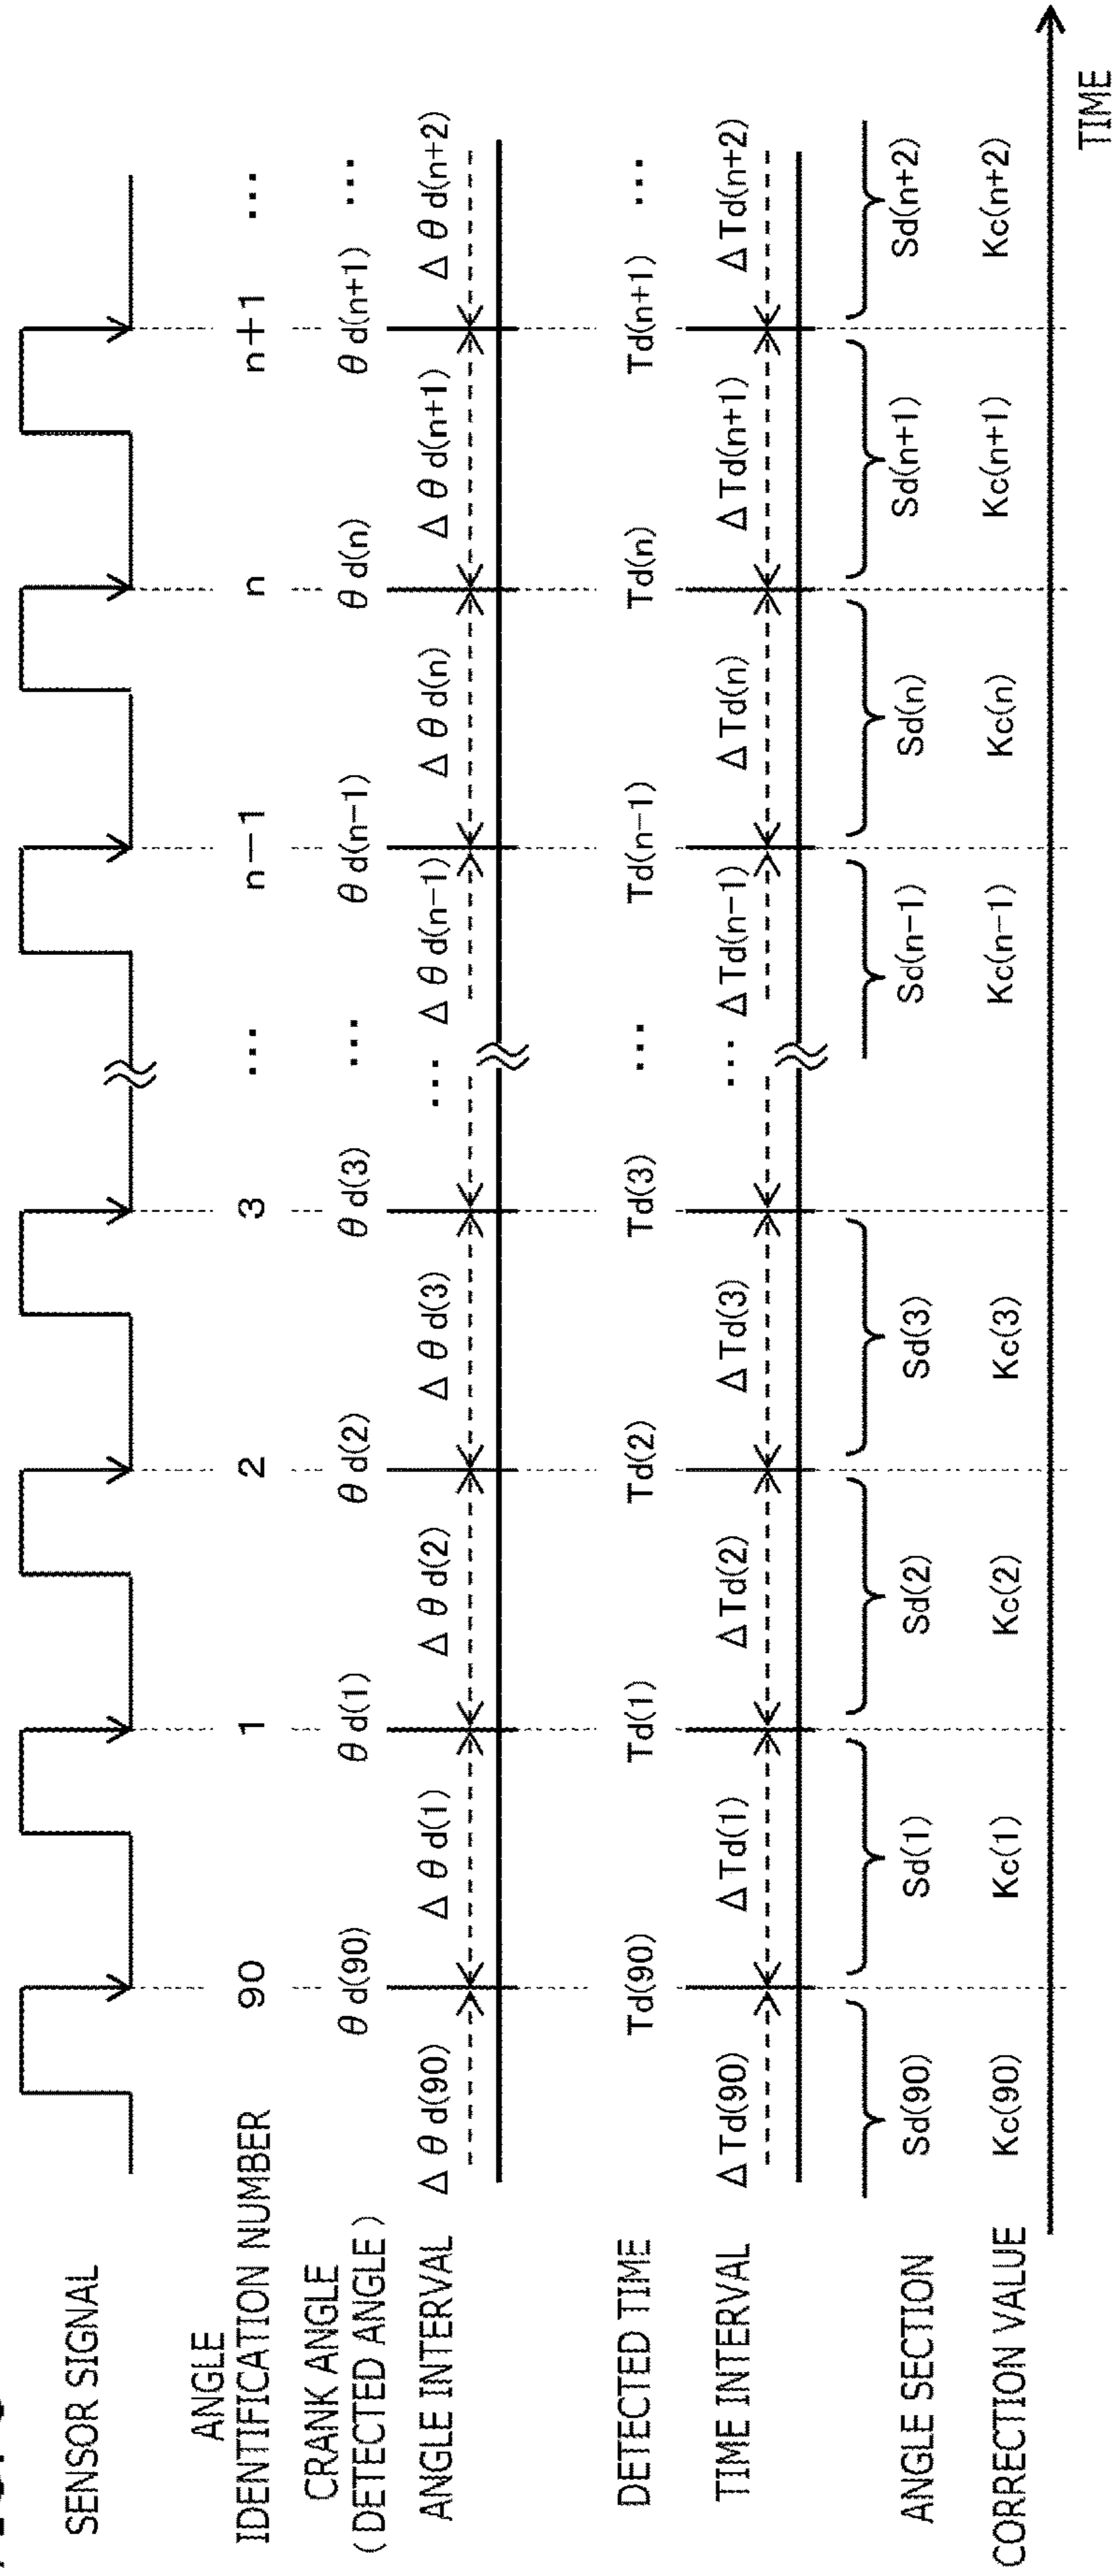 SENSOR SIGNAL
ANGLE
IDENTIFICATION NUMBER 90 1 2 3 ... n−1 n n+1 ...
CRANK ANGLE
(DETECTED ANGLE) θd(90) θd(1) θd(2) θd(3) ... θd(n−1) θd(n) θd(n+1) ...
ANGLE INTERVAL Δθd(90) Δθd(1) Δθd(2) Δθd(3) ... Δθd(n−1) Δθd(n) Δθd(n+1) Δθd(n+2)
DETECTED TIME Td(90) Td(1) Td(2) Td(3) ... Td(n−1) Td(n) Td(n+1) ...
TIME INTERVAL ΔTd(90) ΔTd(1) ΔTd(2) ΔTd(3) ... ΔTd(n−1) ΔTd(n) ΔTd(n+1) ΔTd(n+2)
ANGLE SECTION Sd(90) Sd(1) Sd(2) Sd(3) Sd(n−1) Sd(n) Sd(n+1) Sd(n+2)
CORRECTION VALUE Kc(90) Kc(1) Kc(2) Kc(3) Kc(n−1) Kc(n) Kc(n+1) Kc(n+2)
TIME